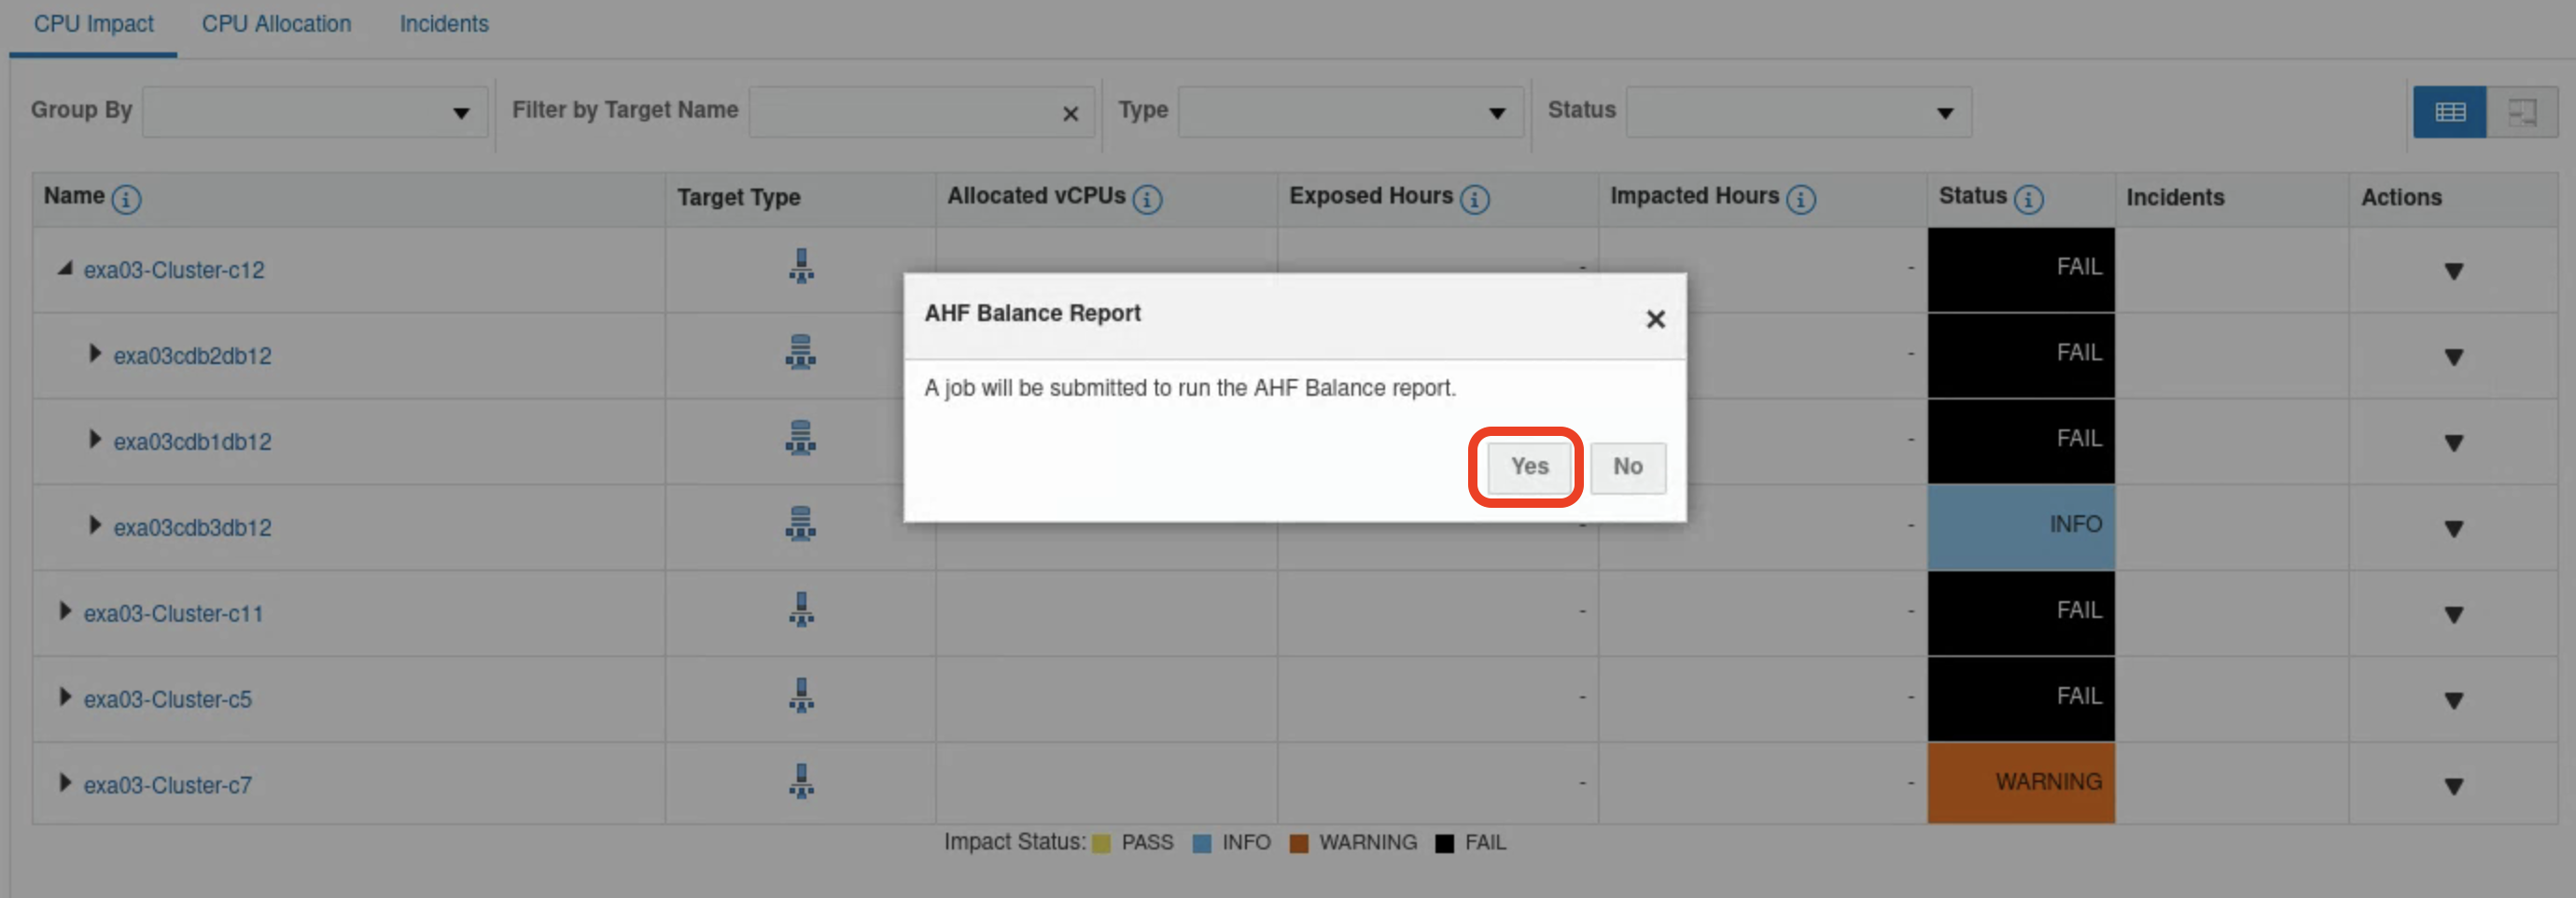 CPU Impact CPU Allocation Incidents
Group By Filter by Target Name Type Status
Name Target Type Allocated vCPUs Exposed Hours Impacted Hours Status Incidents Actions
exa03-Cluster-c12 - - FAIL
exa03cdb2db12 - FAIL
exa03cdb1db12 - FAIL
exa03cdb3db12 - - INFO
exa03-Cluster-c11 - - FAIL
exa03-Cluster-c5 - - FAIL
exa03-Cluster-c7 - - WARNING
Impact Status: PASS INFO WARNING FAIL
AHF Balance Report
A job will be submitted to run the AHF Balance report.
Yes No